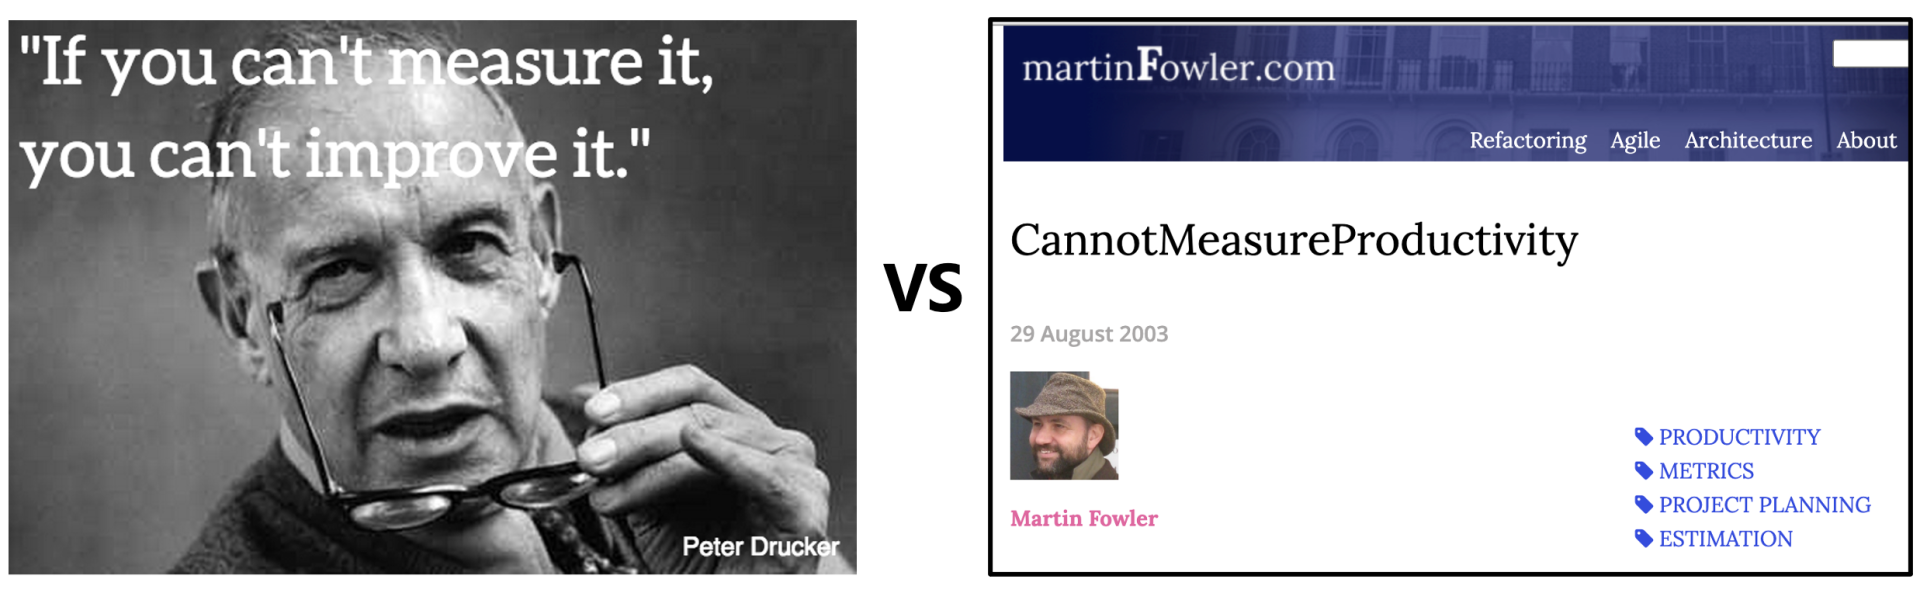 "If you can't measure it,
you can't improve it."
Peter Drucker
VS
martinFowler.com
Refactoring Agile Architecture About
CannotMeasureProductivity
29 August 2003
Martin Fowler
PRODUCTIVITY
METRICS
PROJECT PLANNING
ESTIMATION